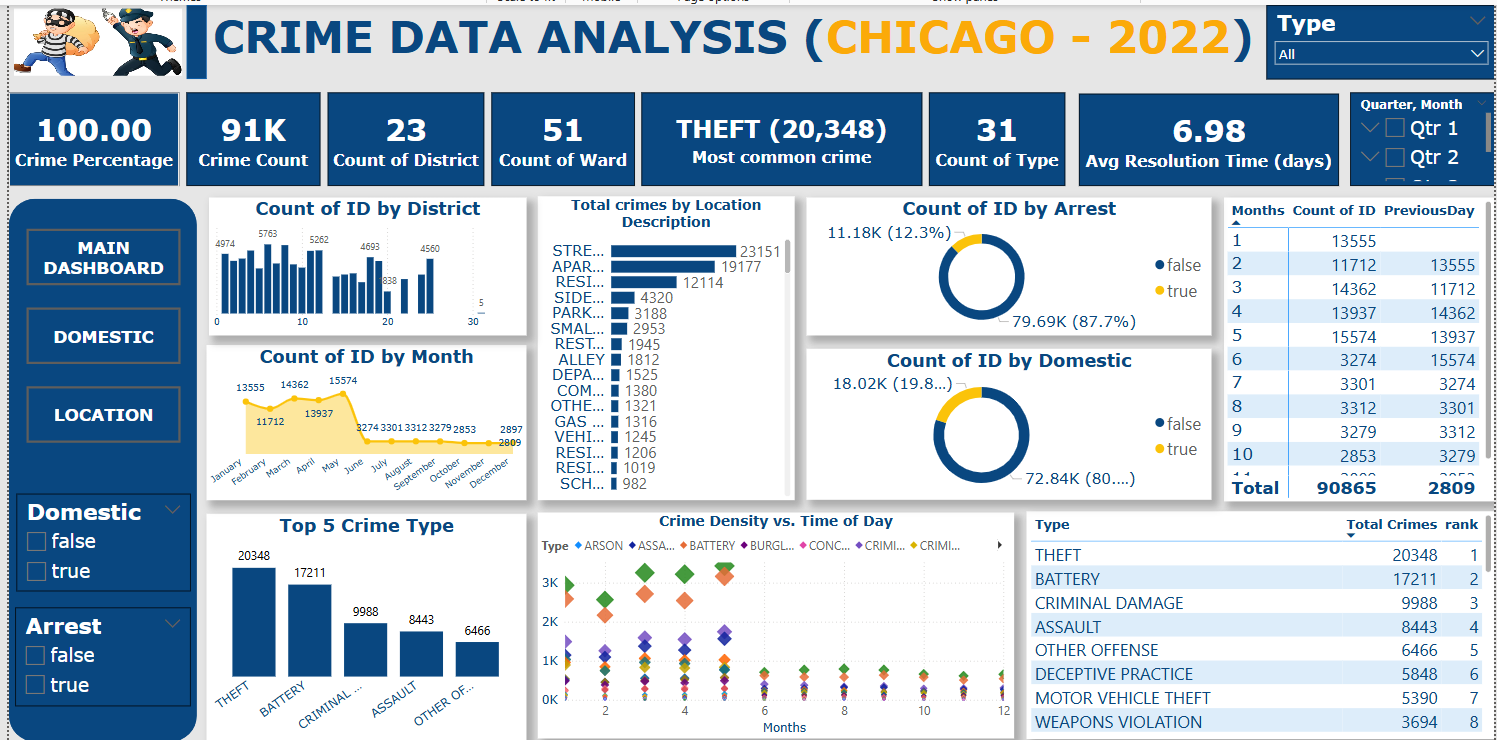 CRIME DATA ANALYSIS (CHICAGO - 2022)
Type
All
100.00
Crime Percentage
91K
Crime Count
23
Count of District
51
Count of Ward
THEFT (20,348)
Most common crime
31
Count of Type
6.98
Avg Resolution Time (days)
Quarter, Month
Qtr 1
Qtr 2
MAIN
DASHBOARD
DOMESTIC
LOCATION
Domestic
false
true
Arrest
false
true
Count of ID by District
4974
5763
5262
4693
838
4560
5
0 10 20 30
Count of ID by Month
13555
11712
14362
13937
15574
3274
3301
3312
3279
2853
2897
2809
January
February
March
April
May
June
July
August
September
October
November
December
Total crimes by Location
Description
STRE... 23151
APAR... 19177
RESI... 12114
SIDE... 4320
PARK... 3188
SMAL... 2953
REST... 1945
ALLEY 1812
DEPA... 1525
COM... 1380
OTHE... 1321
GAS ... 1316
VEHI... 1245
RESI... 1206
RESI... 1019
SCH... 982
Count of ID by Arrest
11.18K (12.3%)
79.69K (87.7%)
false
true
Count of ID by Domestic
18.02K (19.8...)
72.84K (80....)
false
true
Months Count of ID PreviousDay
1 13555
2 11712 13555
3 14362 11712
4 13937 14362
5 15574 13937
6 3274 15574
7 3301 3274
8 3312 3301
9 3279 3312
10 2853 3279
Total 90865 2809
Top 5 Crime Type
20348
17211
9988
8443
6466
THEFT
BATTERY
CRIMINAL ...
ASSAULT
OTHER OF...
Crime Density vs. Time of Day
Type ARSON ASSA... BATTERY BURGL... CONC... CRIMI... CRIMI...
3K
2K
1K
0K
2 4 6 8 10 12
Months
Type Total Crimes rank
THEFT 20348 1
BATTERY 17211 2
CRIMINAL DAMAGE 9988 3
ASSAULT 8443 4
OTHER OFFENSE 6466 5
DECEPTIVE PRACTICE 5848 6
MOTOR VEHICLE THEFT 5390 7
WEAPONS VIOLATION 3694 8